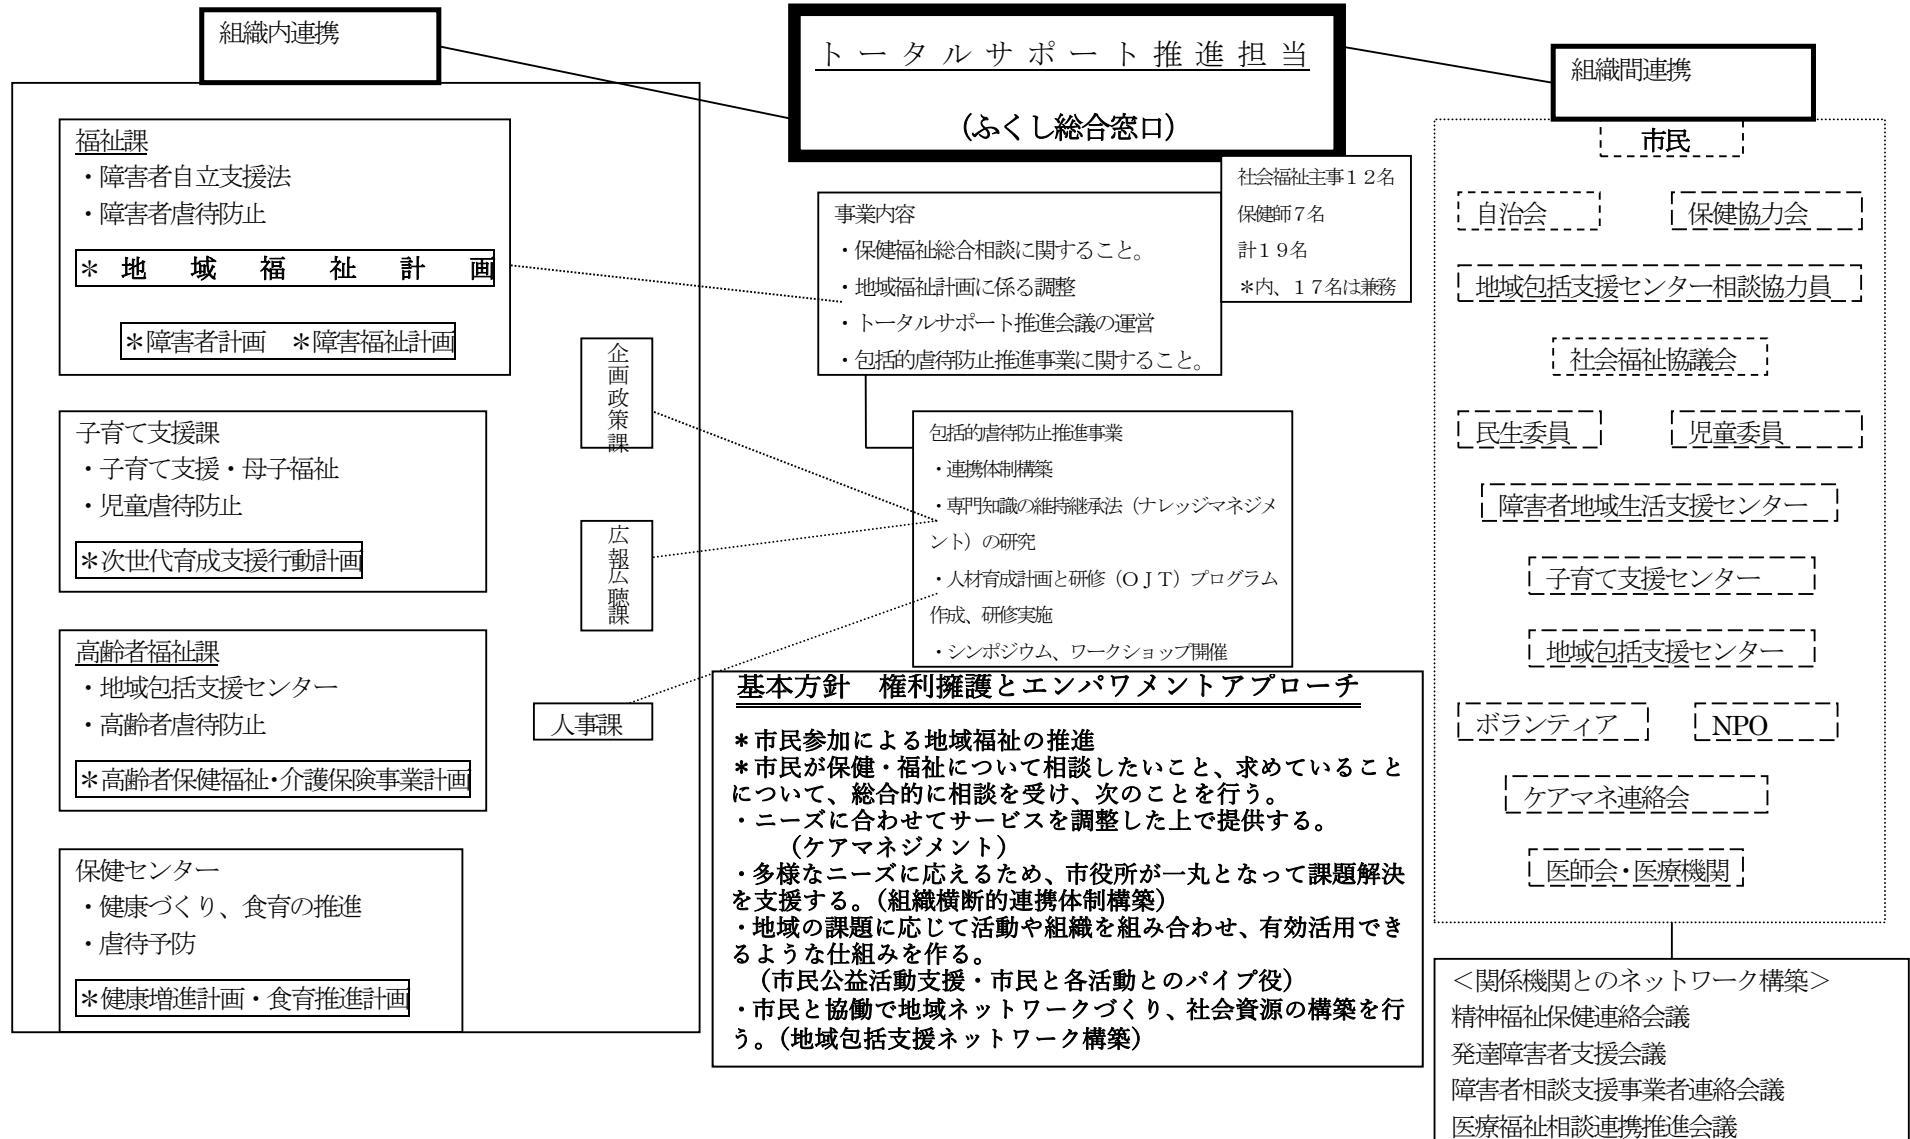 組織内連携
トータルサポート推進担当
(ふくし総合窓口)
組織間連携
福祉課
・障害者自立支援法
・障害者虐待防止
＊地域福祉計画
＊障害者計画　＊障害福祉計画
子育て支援課
・子育て支援・母子福祉
・児童虐待防止
＊次世代育成支援行動計画
高齢者福祉課
・地域包括支援センター
・高齢者虐待防止
＊高齢者保健福祉・介護保険事業計画
保健センター
・健康づくり、食育の推進
・虐待予防
＊健康増進計画・食育推進計画
企画政策課
広報広聴課
人事課
社会福祉主事１２名
保健師７名
計１９名
＊内、１７名は兼務
事業内容
・保健福祉総合相談に関すること。
・地域福祉計画に係る調整
・トータルサポート推進会議の運営
・包括的虐待防止推進事業に関すること。
包括的虐待防止推進事業
・連携体制構築
・専門知識の維持継承法（ナレッジマネジメ
ント）の研究
・人材育成計画と研修（ＯＪＴ）プログラム
作成、研修実施
・シンポジウム、ワークショップ開催
基本方針　権利擁護とエンパワメントアプローチ
＊市民参加による地域福祉の推進
＊市民が保健・福祉について相談したいこと、求めていること
について、総合的に相談を受け、次のことを行う。
・ニーズに合わせてサービスを調整した上で提供する。
（ケアマネジメント）
・多様なニーズに応えるため、市役所が一丸となって課題解決
を支援する。（組織横断的連携体制構築）
・地域の課題に応じて活動や組織を組み合わせ、有効活用でき
るような仕組みを作る。
（市民公益活動支援・市民と各活動とのパイプ役）
・市民と協働で地域ネットワークづくり、社会資源の構築を行
う。（地域包括支援ネットワーク構築）
市民
自治会
保健協力会
地域包括支援センター相談協力員
社会福祉協議会
民生委員
児童委員
障害者地域生活支援センター
子育て支援センター
地域包括支援センター
ボランティア
NPO
ケアマネ連絡会
医師会・医療機関
＜関係機関とのネットワーク構築＞
精神福祉保健連絡会議
発達障害者支援会議
障害者相談支援事業者連絡会議
医療福祉相談連携推進会議